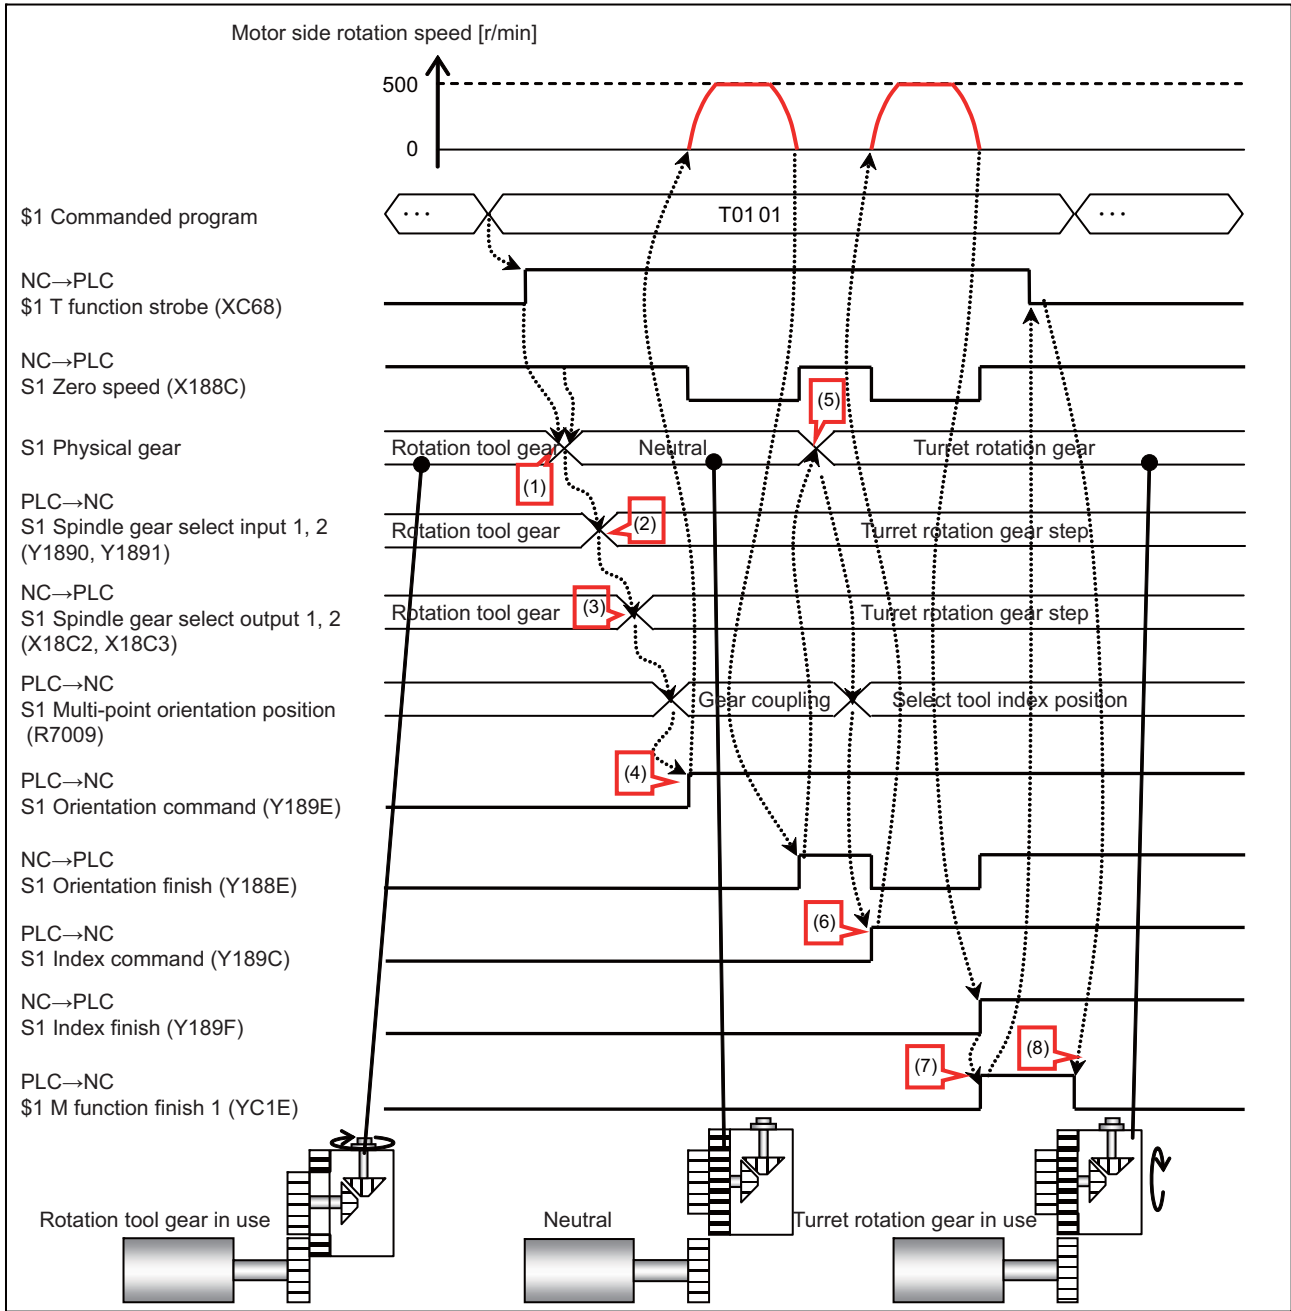 Motor side rotation speed [r/min]
500
0
$1 Commanded program
··· T01 01 ···
NC→PLC
$1 T function strobe (XC68)
NC→PLC
S1 Zero speed (X188C)
(5)
S1 Physical gear
Rotation tool gear Neutral Turret rotation gear
(1)
PLC→NC
S1 Spindle gear select input 1, 2
(Y1890, Y1891)
Rotation tool gear (2) Turret rotation gear step
NC→PLC
S1 Spindle gear select output 1, 2
(X18C2, X18C3)
Rotation tool gear (3) Turret rotation gear step
PLC→NC
S1 Multi-point orientation position
(R7009)
Gear coupling Select tool index position
(4)
PLC→NC
S1 Orientation command (Y189E)
NC→PLC
S1 Orientation finish (Y188E)
(6)
PLC→NC
S1 Index command (Y189C)
NC→PLC
S1 Index finish (Y189F)
(7) (8)
PLC→NC
$1 M function finish 1 (YC1E)
Rotation tool gear in use Neutral Turret rotation gear in use